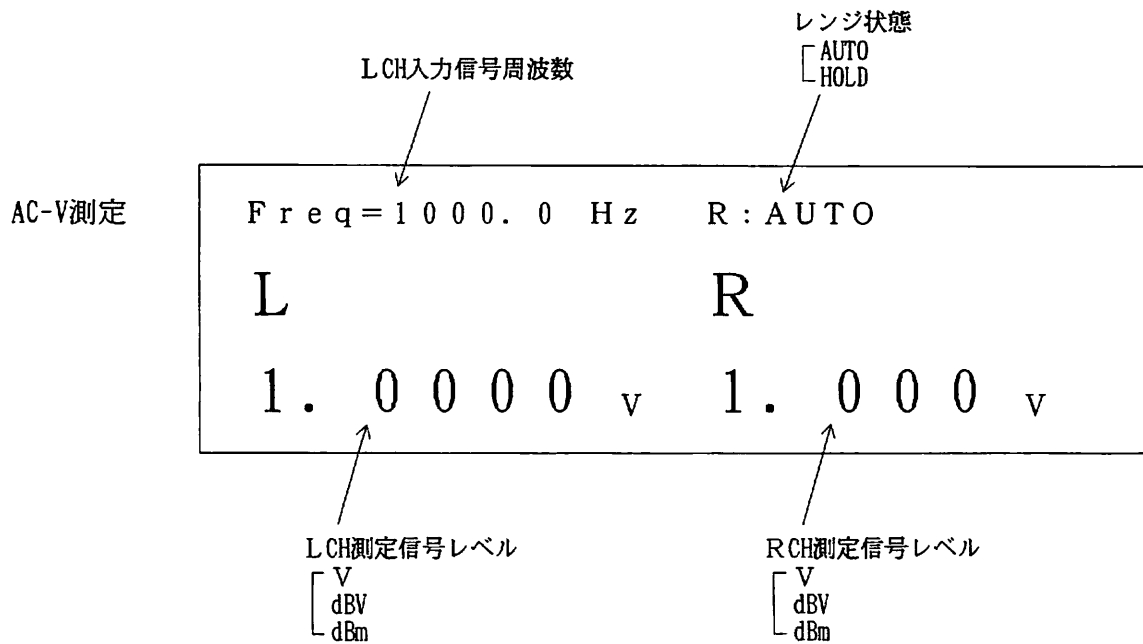 レンジ状態
AUTO
HOLD
LCH入力信号周波数
AC-V測定
Freq=1000.0 Hz R:AUTO
L R
1.0000 V 1.000 V
LCH測定信号レベル
V
dBV
dBm
RCH測定信号レベル
V
dBV
dBm